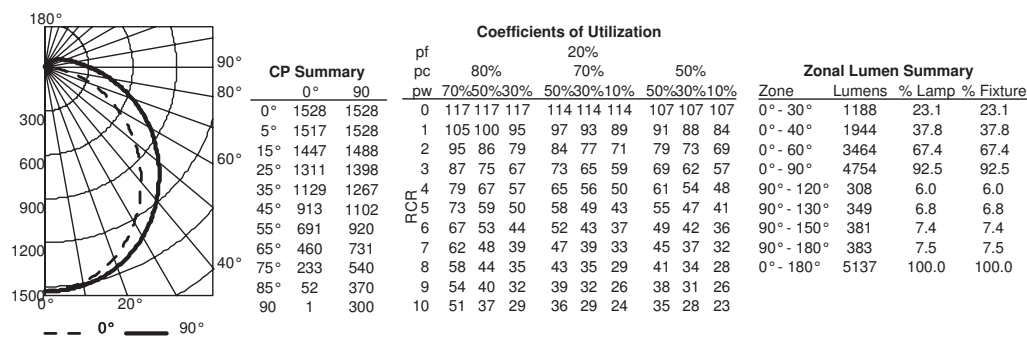 180°
90°
80°
60°
40°
20°
0°
300
600
900
1200
1500
0° 90°
CP Summary
0° 90
0° 1528 1528
5° 1517 1528
15° 1447 1488
25° 1311 1398
35° 1129 1267
45° 913 1102
55° 691 920
65° 460 731
75° 233 540
85° 52 370
90 1 300
Coefficients of Utilization
pf 20%
pc 80% 70% 50%
pw 70%50%30% 50%30%10% 50%30%10%
RCR
0 117 117 117 114 114 114 107 107 107
1 105 100 95 97 93 89 91 88 84
2 95 86 79 84 77 71 79 73 69
3 87 75 67 73 65 59 69 62 57
4 79 67 57 65 56 50 61 54 48
5 73 59 50 58 49 43 55 47 41
6 67 53 44 52 43 37 49 42 36
7 62 48 39 47 39 33 45 37 32
8 58 44 35 43 35 29 41 34 28
9 54 40 32 39 32 26 38 31 26
10 51 37 29 36 29 24 35 28 23
Zonal Lumen Summary
Zone Lumens % Lamp % Fixture
0° - 30° 1188 23.1 23.1
0° - 40° 1944 37.8 37.8
0° - 60° 3464 67.4 67.4
0° - 90° 4754 92.5 92.5
90° - 120° 308 6.0 6.0
90° - 130° 349 6.8 6.8
90° - 150° 381 7.4 7.4
90° - 180° 383 7.5 7.5
0° - 180° 5137 100.0 100.0